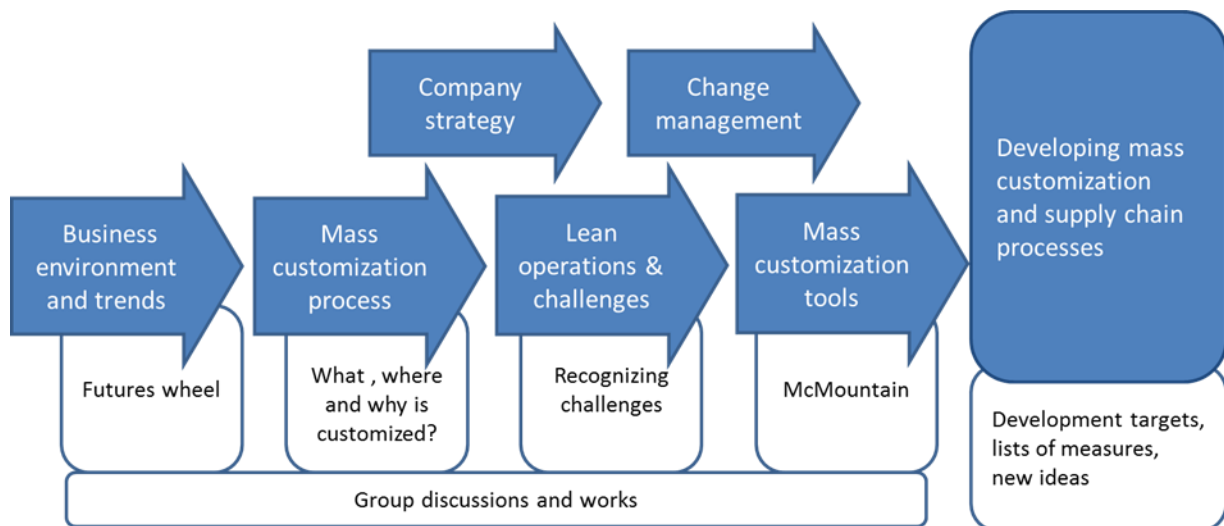 Company
strategy
Change
management
Business
environment
and trends
Mass
customization
process
Lean
operations &
challenges
Mass
customization
tools
Developing mass
customization
and supply chain
processes
Futures wheel
What , where
and why is
customized?
Recognizing
challenges
McMountain
Development targets,
lists of measures,
new ideas
Group discussions and works